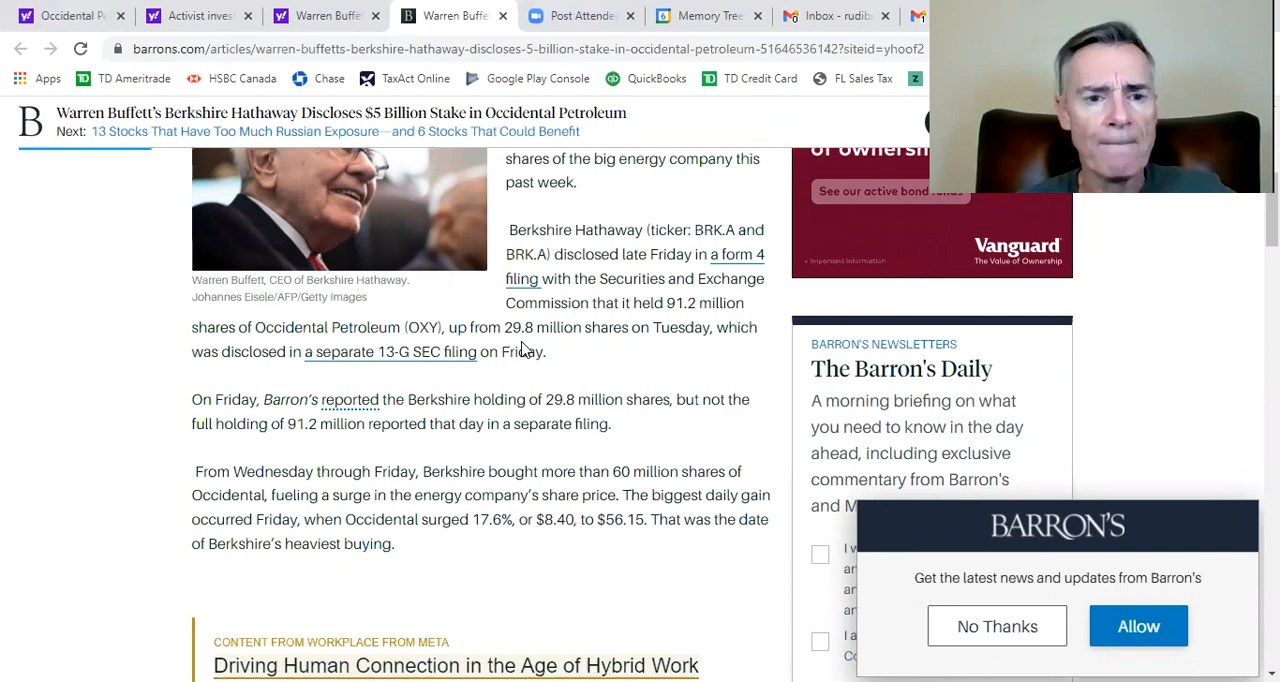 Occidental P
Activist inves
Warren Buffe
Warren Buffe
Post Attende
Memory Tree
Inbox - rudib
barrons.com/articles/warren-buffetts-berkshire-hathaway-discloses-5-billion-stake-in-occidental-petroleum-51646536142?siteid=yhoof2
Apps
TD Ameritrade
HSBC Canada
Chase
TaxAct Online
Google Play Console
QuickBooks
TD Credit Card
FL Sales Tax
B
Warren Buffett's Berkshire Hathaway Discloses $5 Billion Stake in Occidental Petroleum
Next: 13 Stocks That Have Too Much Russian Exposure—and 6 Stocks That Could Benefit
shares of the big energy company this
past week.
Berkshire Hathaway (ticker: BRK.A and
BRK.A) disclosed late Friday in a form 4
filing with the Securities and Exchange
Commission that it held 91.2 million
shares of Occidental Petroleum (OXY), up from 29.8 million shares on Tuesday, which
was disclosed in a separate 13-G SEC filing on Friday.
Warren Buffett, CEO of Berkshire Hathaway.
Johannes Eisele/AFP/Getty Images
On Friday, Barron's reported the Berkshire holding of 29.8 million shares, but not the
full holding of 91.2 million reported that day in a separate filing.
From Wednesday through Friday, Berkshire bought more than 60 million shares of
Occidental, fueling a surge in the energy company's share price. The biggest daily gain
occurred Friday, when Occidental surged 17.6%, or $8.40, to $56.15. That was the date
of Berkshire's heaviest buying.
CONTENT FROM WORKPLACE FROM META
Driving Human Connection in the Age of Hybrid Work
of ownership
See our active bond funds
Vanguard
The Value of Ownership
Important information
BARRON'S NEWSLETTERS
The Barron's Daily
A morning briefing on what
you need to know in the day
ahead, including exclusive
commentary from Barron's
and M
BARRON'S
Get the latest news and updates from Barron's
No Thanks
Allow